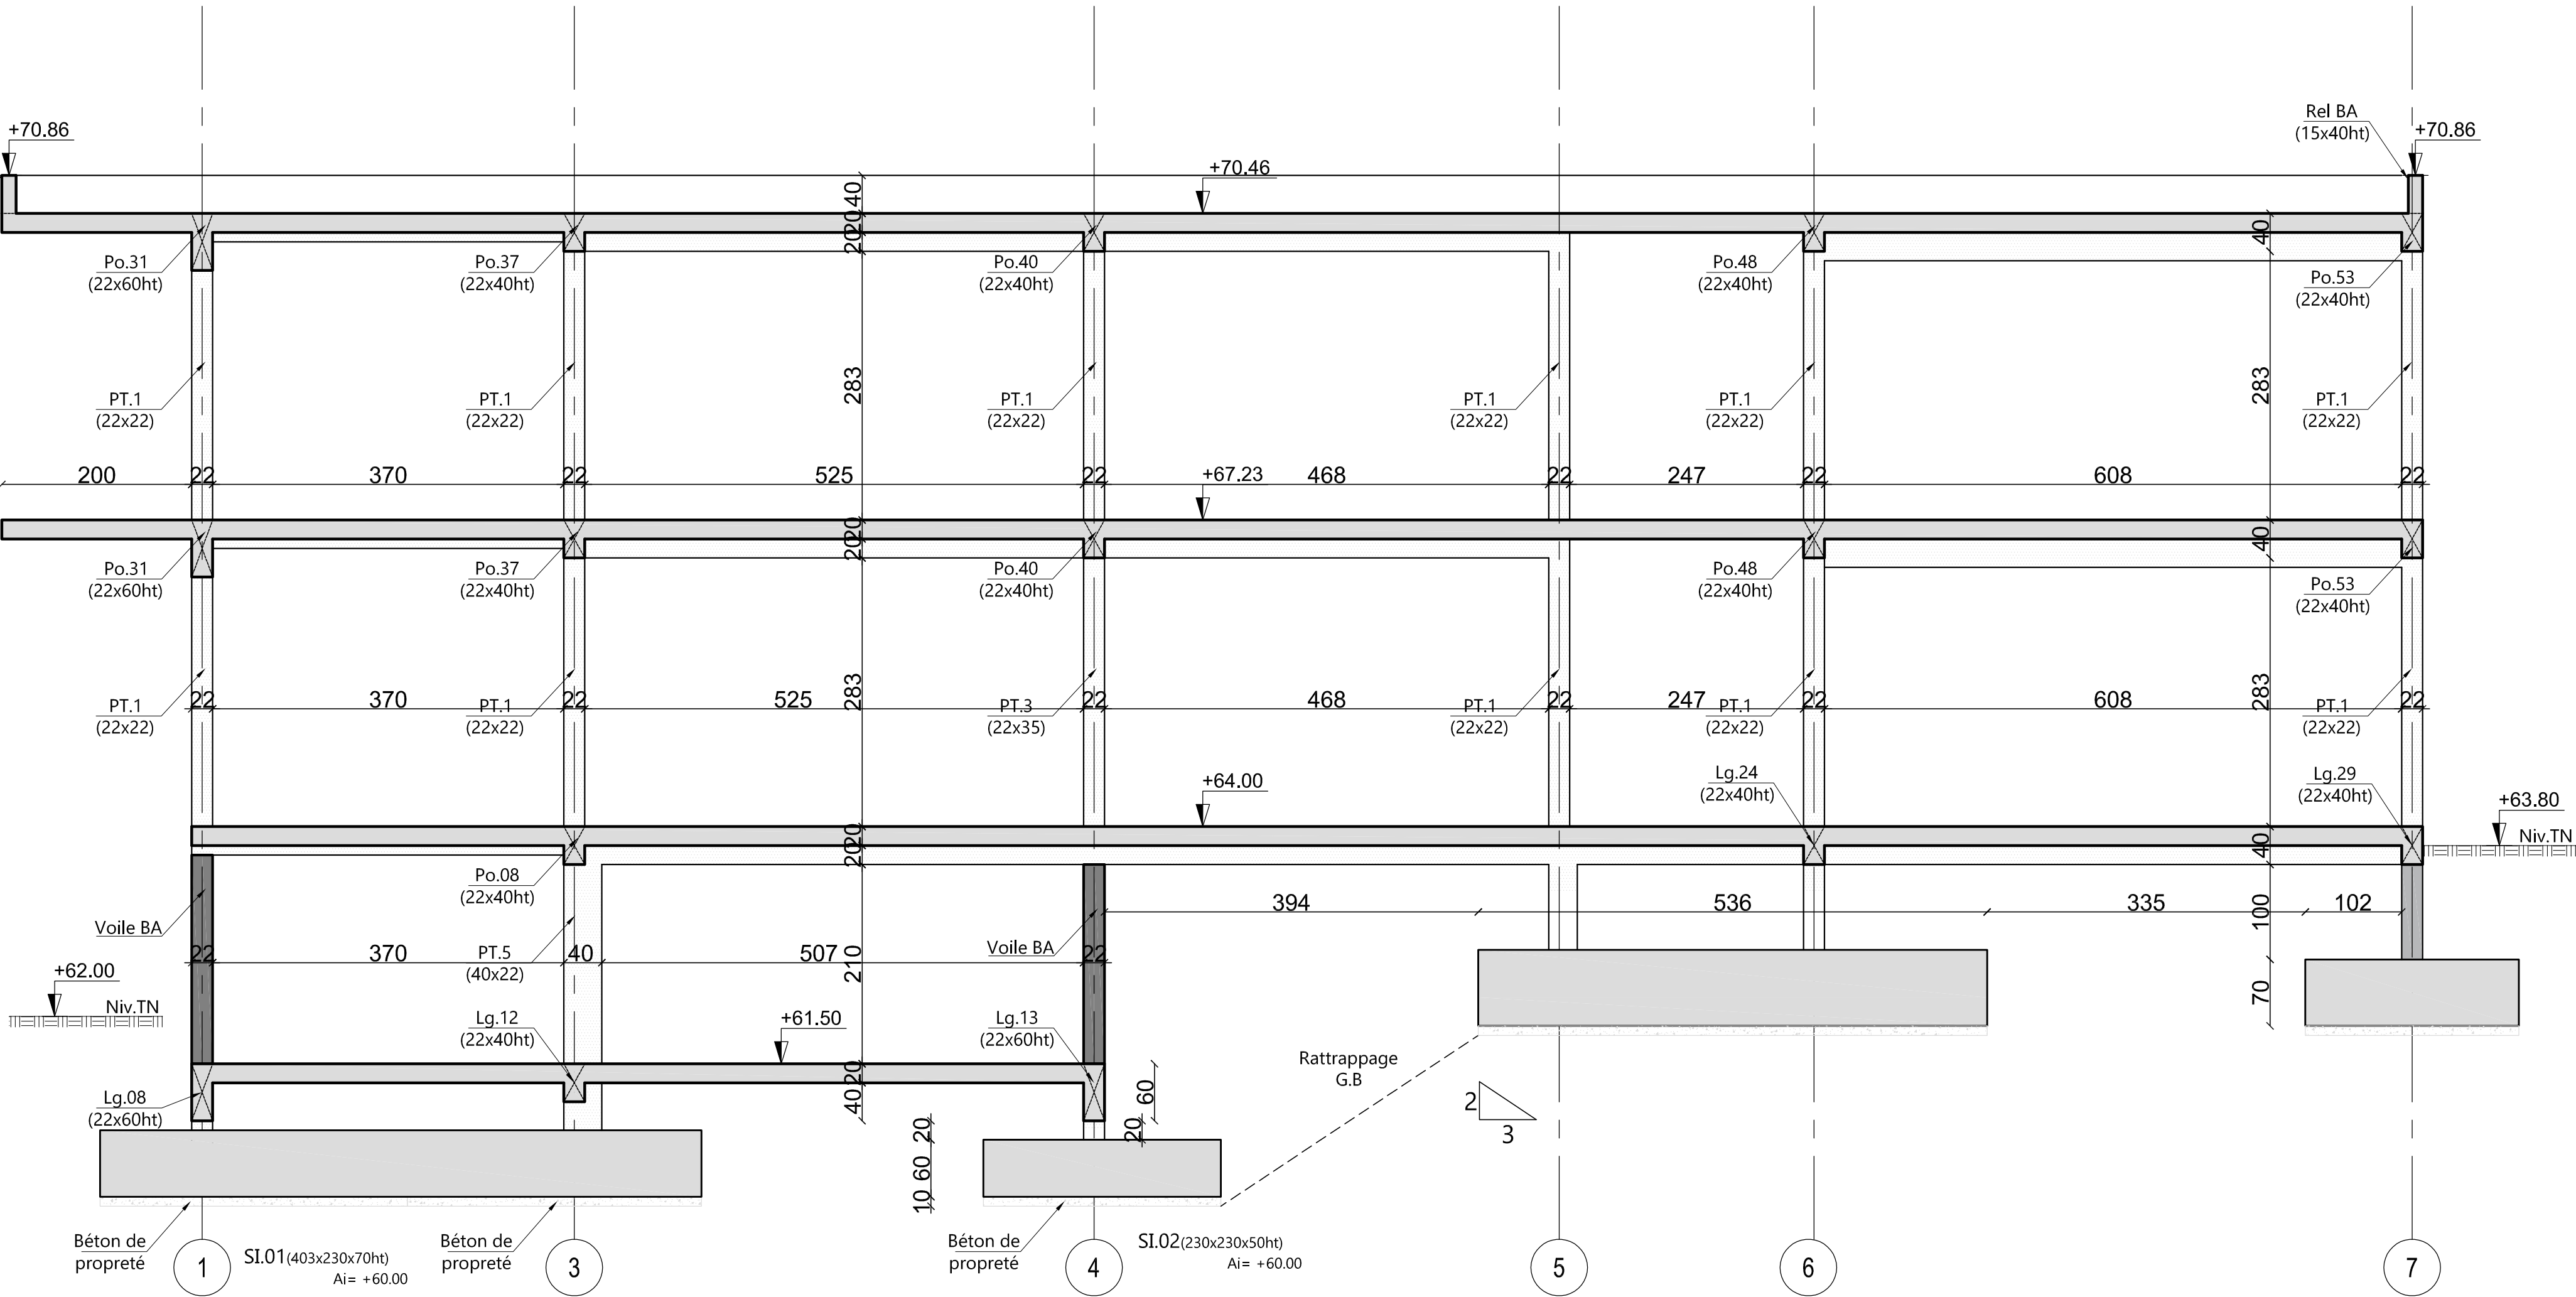 Rel BA
(15x40ht)
+70.86
+70.86
+70.46
40
20
20
40
Po.31
(22x60ht)
Po.37
(22x40ht)
Po.40
(22x40ht)
Po.48
(22x40ht)
Po.53
(22x40ht)
283
283
PT.1
(22x22)
PT.1
(22x22)
PT.1
(22x22)
PT.1
(22x22)
PT.1
(22x22)
PT.1
(22x22)
200
22
370
22
525
22
+67.23
468
22
247
22
608
22
20
20
40
Po.31
(22x60ht)
Po.37
(22x40ht)
Po.40
(22x40ht)
Po.48
(22x40ht)
Po.53
(22x40ht)
283
283
22
370
22
525
22
468
22
247
22
608
22
PT.1
(22x22)
PT.1
(22x22)
PT.3
(22x35)
PT.1
(22x22)
PT.1
(22x22)
PT.1
(22x22)
+64.00
Lg.24
(22x40ht)
Lg.29
(22x40ht)
+63.80
Niv.TN
20
20
40
Po.08
(22x40ht)
Voile BA
Voile BA
394
536
335
102
100
22
370
PT.5
(40x22)
40
507
210
22
+62.00
Niv.TN
70
Lg.12
(22x40ht)
+61.50
Lg.13
(22x60ht)
Rattrappage
G.B
20
40
60
Lg.08
(22x60ht)
20
20
2
3
60
10
Béton de
propreté
Béton de
propreté
Béton de
propreté
1
SI.01(403x230x70ht)
Ai= +60.00
3
4
SI.02(230x230x50ht)
Ai= +60.00
5
6
7